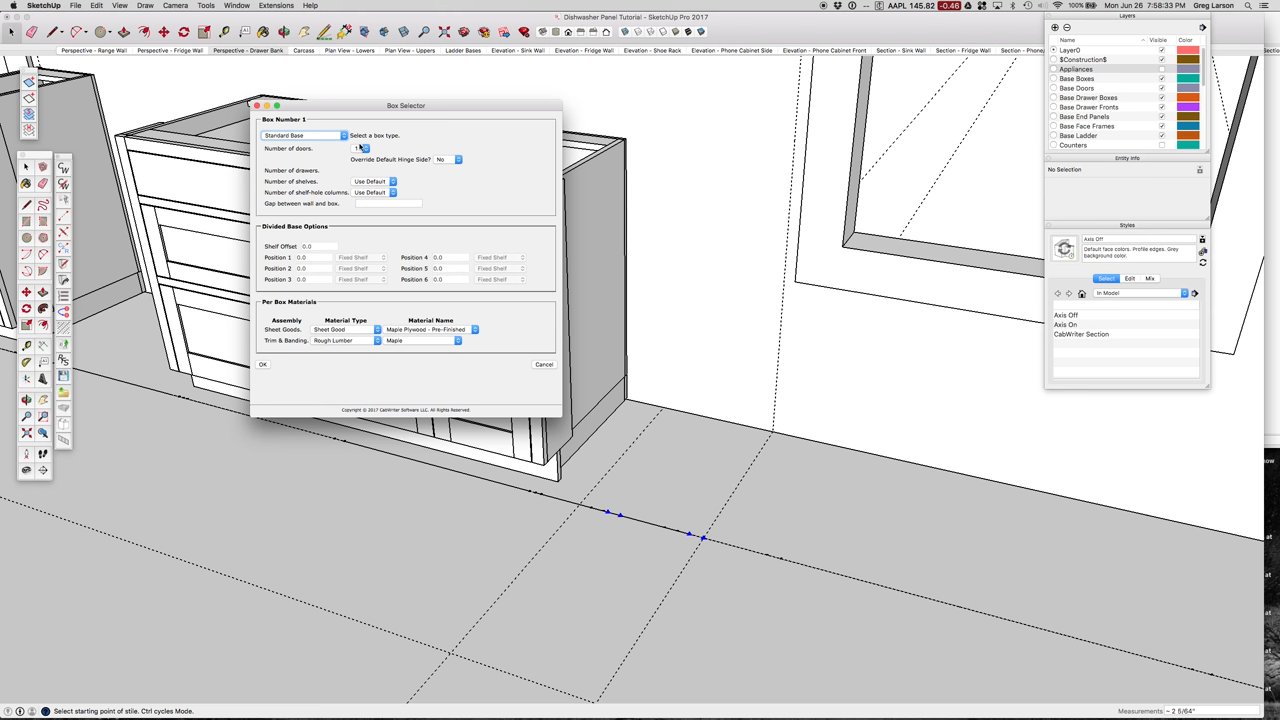 SketchUp File Edit View Draw Camera Tools Window Extensions Help
AAPL 145.82 -0.46 100% Mon Jun 26 7:58:33 PM Greg Larson
Dishwasher Panel Tutorial - SketchUp Pro 2017
Perspective - Range Wall Perspective - Fridge Wall Perspective - Drawer Bank Carcass Plan View - Lowers Plan View - Uppers Ladder Bases Elevation - Sink Wall Elevation - Fridge Wall Elevation - Shoe Rack Elevation - Phone Cabinet Side Elevation - Phone Cabinet Front Section - Sink Wall Section - Fridge Wall Section - Phone
Layers
Name Visible Color
Layer0
$Construction$
Appliances
Base Boxes
Base Doors
Base Drawer Boxes
Base Drawer Fronts
Base End Panels
Base Face Frames
Base Ladder
Counters
Entity Info
No Selection
Styles
Axis Off
Default face colors. Profile edges. Grey background color.
Select Edit Mix
In Model
Axis Off
Axis On
CabWriter Section
Box Selector
Box Number 1
Standard Base Select a box type.
Number of doors. 1
Override Default Hinge Side? No
Number of drawers.
Number of shelves. Use Default
Number of shelf-hole columns. Use Default
Gap between wall and box.
Divided Base Options
Shelf Offset 0.0
Position 1 0.0 Fixed Shelf Position 4 0.0 Fixed Shelf
Position 2 0.0 Fixed Shelf Position 5 0.0 Fixed Shelf
Position 3 0.0 Fixed Shelf Position 6 0.0 Fixed Shelf
Per Box Materials
Assembly Material Type Material Name
Sheet Goods. Sheet Good Maple Plywood - Pre-Finished
Trim & Banding. Rough Lumber Maple
OK Cancel
Copyright © 2017 CabWriter Software LLC. All Rights Reserved.
Select starting point of stile. Ctrl cycles Mode.
Measurements ~ 2 5/64"